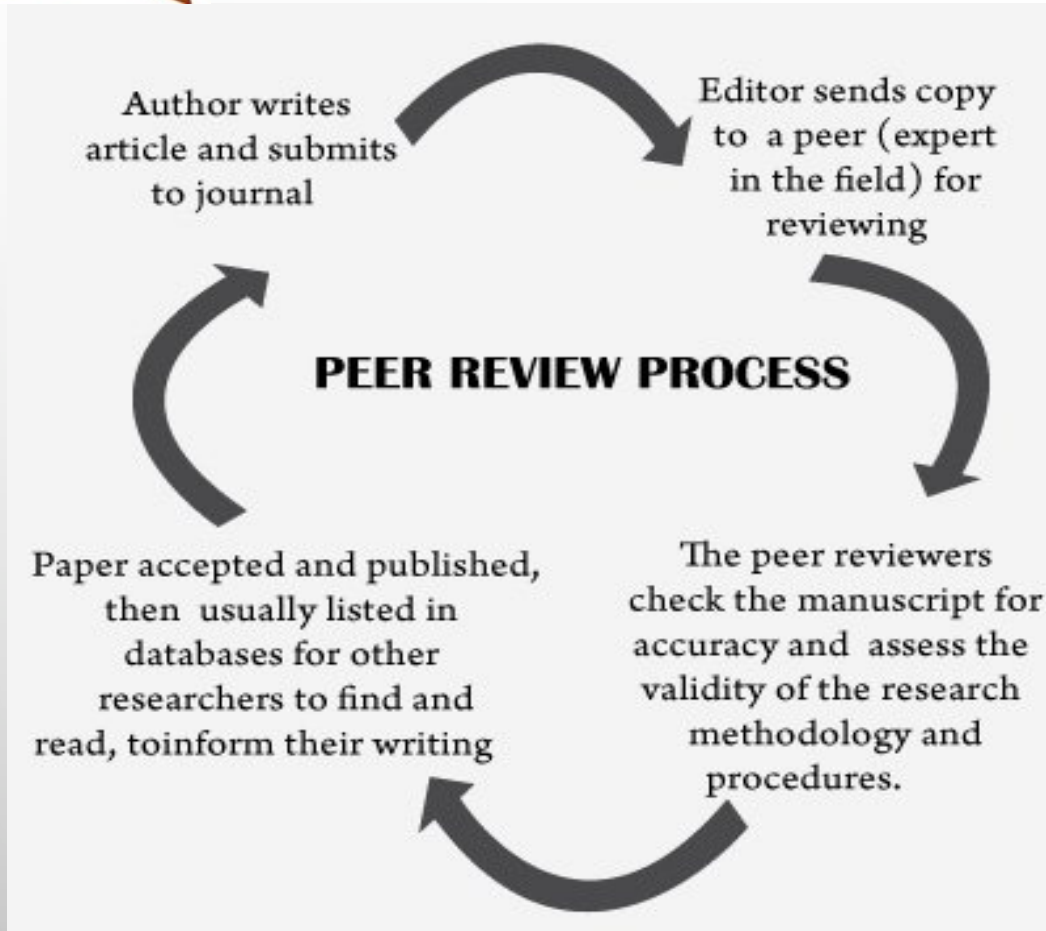 Author writes
article and submits
to journal
Editor sends copy
to a peer (expert
in the field) for
reviewing
PEER REVIEW PROCESS
The peer reviewers
check the manuscript for
accuracy and assess the
validity of the research
methodology and
procedures.
Paper accepted and published,
then usually listed in
databases for other
researchers to find and
read, toinform their writing